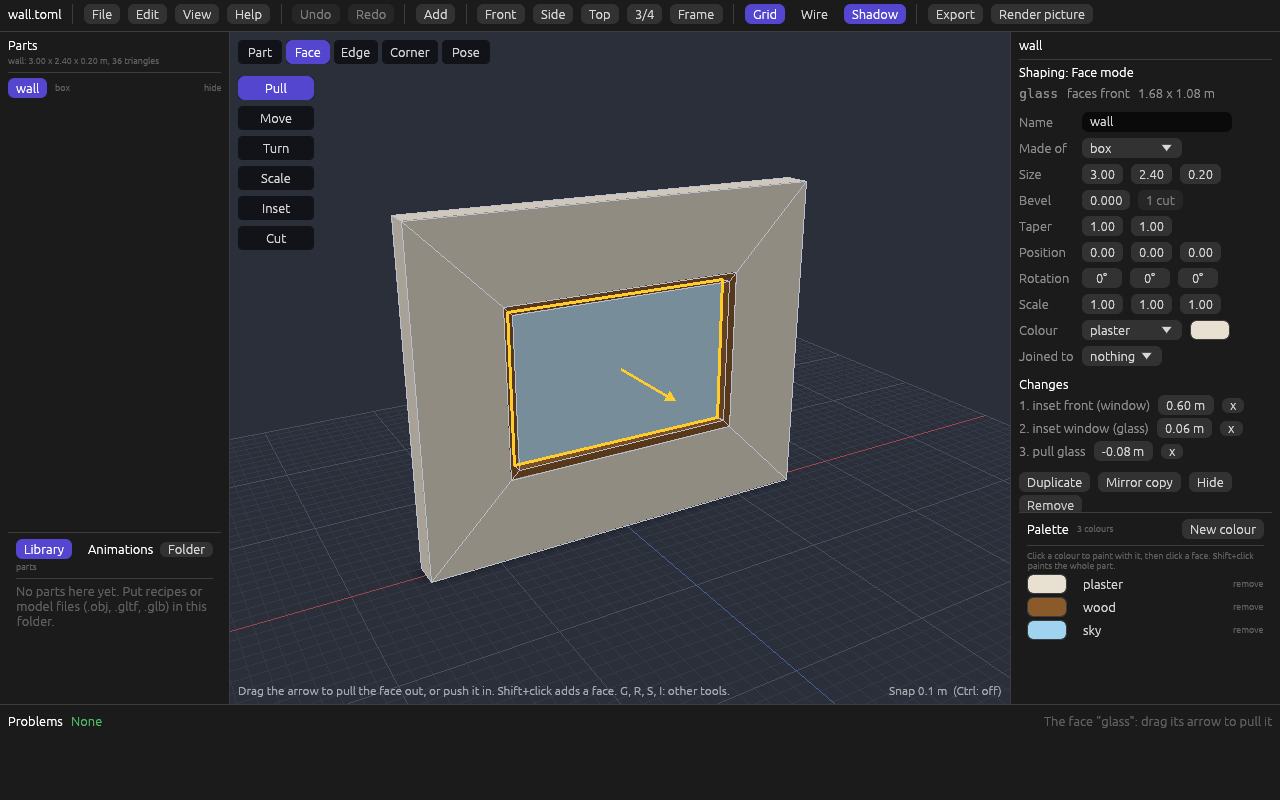 wall.toml File Edit View Help Undo Redo Add Front Side Top 3/4 Frame Grid Wire Shadow Export Render picture
Parts
wall: 3.00 x 2.40 x 0.20 m, 36 triangles
wall box hide
Library Animations Folder
parts
No parts here yet. Put recipes or
model files (.obj, .gltf, .glb) in this
folder.
Part Face Edge Corner Pose
Pull
Move
Turn
Scale
Inset
Cut
Drag the arrow to pull the face out, or push it in. Shift+click adds a face. G, R, S, I: other tools.
Snap 0.1 m (Ctrl: off)
wall
Shaping: Face mode
glass faces front 1.68 x 1.08 m
Name wall
Made of box
Size 3.00 2.40 0.20
Bevel 0.000 1 cut
Taper 1.00 1.00
Position 0.00 0.00 0.00
Rotation 0° 0° 0°
Scale 1.00 1.00 1.00
Colour plaster
Joined to nothing
Changes
1. inset front (window) 0.60 m x
2. inset window (glass) 0.06 m x
3. pull glass -0.08 m x
Duplicate Mirror copy Hide
Remove
Palette 3 colours New colour
Click a colour to paint with it, then click a face. Shift+click
paints the whole part.
plaster remove
wood remove
sky remove
Problems None
The face "glass": drag its arrow to pull it